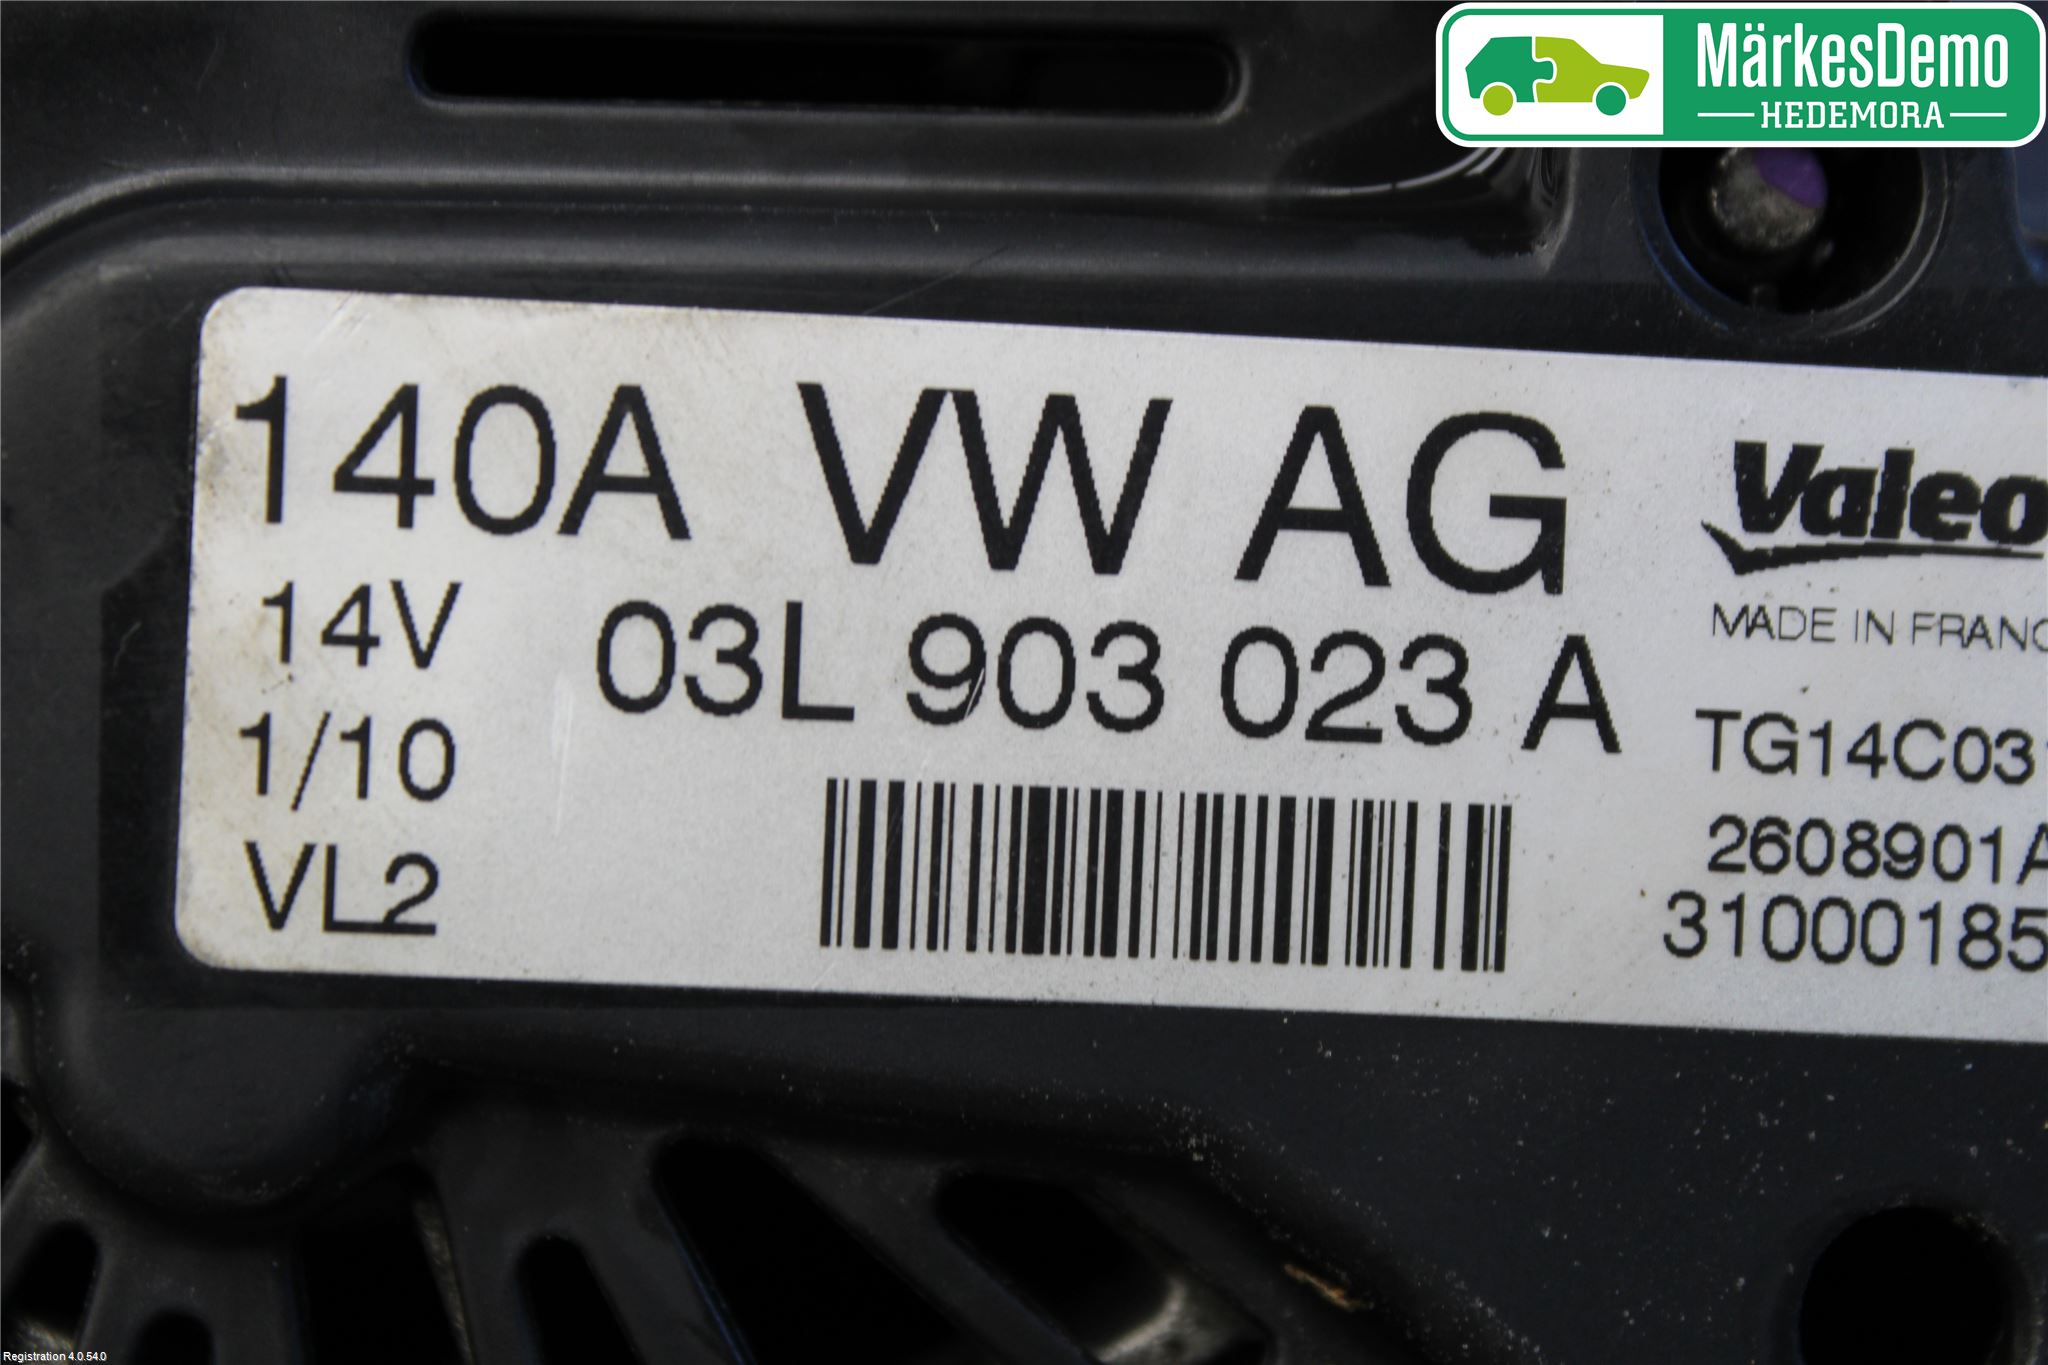 MärkesDemo
HEDEMORA
140A VW AG
Valeo
14V 03L 903 023 A
MADE IN FRANC
1/10
TG14C03
VL2
2608901A
31000185
Registration 4.0.54.0